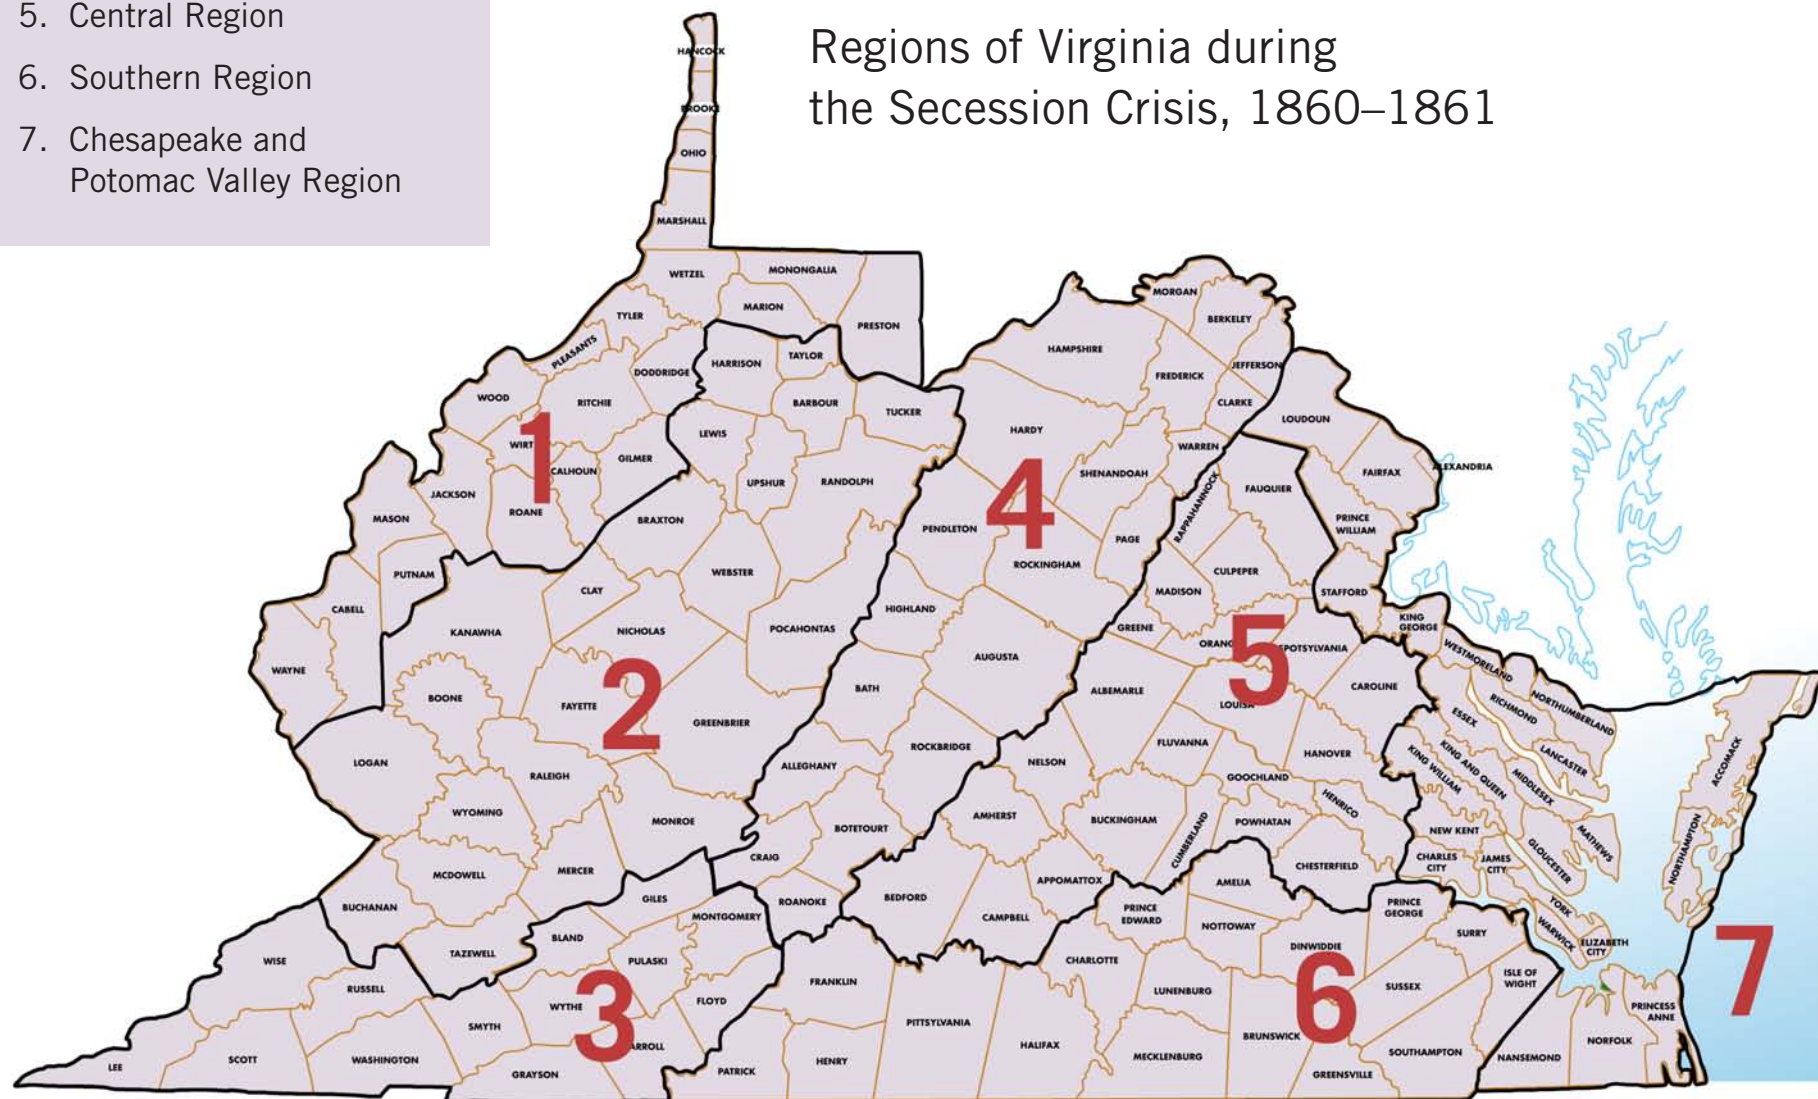 5. Central Region
6. Southern Region
7. Chesapeake and
Potomac Valley Region
Regions of Virginia during
the Secession Crisis, 1860–1861
HANCOCK
BROOKE
OHIO
MARSHALL
WETZEL
MONONGALIA
MARION
PRESTON
TYLER
PLEASANTS
DODDRIDGE
HARRISON
TAYLOR
WOOD
RITCHIE
BARBOUR
TUCKER
WIRT
LEWIS
CALHOUN
GILMER
UPSHUR
RANDOLPH
JACKSON
ROANE
MASON
BRAXTON
PUTNAM
WEBSTER
CLAY
CABELL
KANAWHA
NICHOLAS
POCAHONTAS
WAYNE
BOONE
FAYETTE
GREENBRIER
LOGAN
RALEIGH
WYOMING
MONROE
MCDOWELL
MERCER
BUCHANAN
TAZEWELL
1
2
MORGAN
BERKELEY
HAMPSHIRE
FREDERICK
JEFFERSON
CLARKE
HARDY
WARREN
SHENANDOAH
PENDLETON
PAGE
ROCKINGHAM
HIGHLAND
AUGUSTA
BATH
ROCKBRIDGE
ALLEGHANY
BOTETOURT
CRAIG
ROANOKE
4
LOUDOUN
FAIRFAX
ALEXANDRIA
PRINCE
WILLIAM
STAFFORD
KING
GEORGE
WESTMORELAND
RICHMOND
NORTHUMBERLAND
ESSEX
LANCASTER
KING AND QUEEN
KING WILLIAM
MIDDLESEX
NEW KENT
CHARLES
CITY
JAMES
CITY
GLOUCESTER
MATHEWS
YORK
WARWICK
ELIZABETH
CITY
ACCOMACK
NORTHAMPTON
PRINCESS
ANNE
NORFOLK
NANSEMOND
7
RAPPAHANNOCK
FAUQUIER
CULPEPER
MADISON
GREENE
ORANG
SPOTSYLVANIA
CAROLINE
ALBEMARLE
LOUISA
FLUVANNA
HANOVER
NELSON
GOOCHLAND
HENRICO
AMHERST
BUCKINGHAM
CUMBERLAND
POWHATAN
CHESTERFIELD
APPOMATTOX
BEDFORD
CAMPBELL
5
GILES
MONTGOMERY
BLAND
PULASKI
WISE
RUSSELL
WYTHE
FLOYD
SMYTH
ARROLL
LEE
SCOTT
WASHINGTON
GRAYSON
3
AMELIA
PRINCE
EDWARD
NOTTOWAY
PRINCE
GEORGE
SURRY
DINWIDDIE
CHARLOTTE
FRANKLIN
LUNENBURG
SUSSEX
ISLE OF
WIGHT
PITTSYLVANIA
HALIFAX
BRUNSWICK
MECKLENBURG
SOUTHAMPTON
GREENSVILLE
HENRY
PATRICK
6